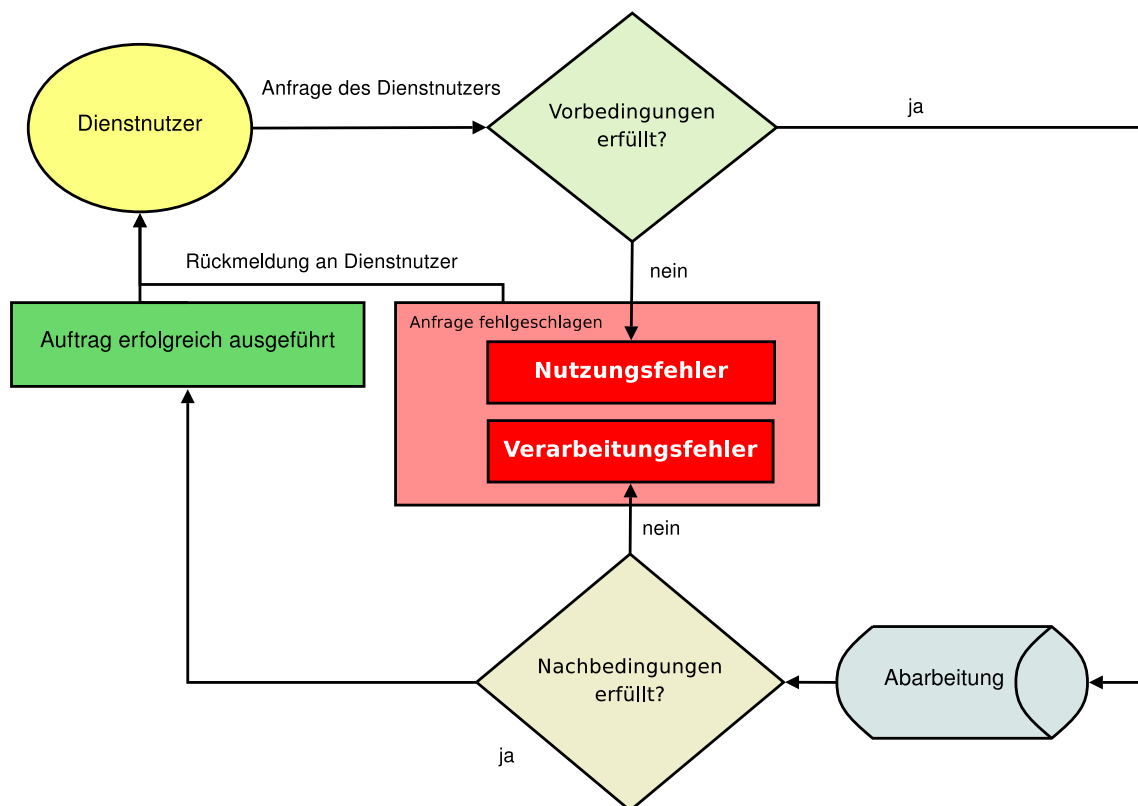 Anfrage des Dienstnutzers
Dienstnutzer
Vorbedingungen
erfüllt?
ja
Rückmeldung an Dienstnutzer
nein
Auftrag erfolgreich ausgeführt
Anfrage fehlgeschlagen
Nutzungsfehler
Verarbeitungsfehler
nein
Nachbedingungen
erfüllt?
Abarbeitung
ja